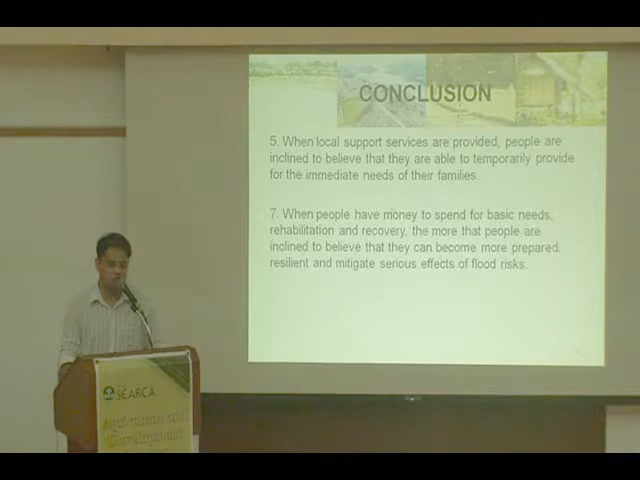 CONCLUSION
5. When local support services are provided, people are
inclined to believe that they are able to temporarily provide
for the immediate needs of their families.
7. When people have money to spend for basic needs,
rehabilitation and recovery, the more that people are
inclined to believe that they can become more prepared,
resilient and mitigate serious effects of flood risks.
SEARCA
Agriculture and
Development